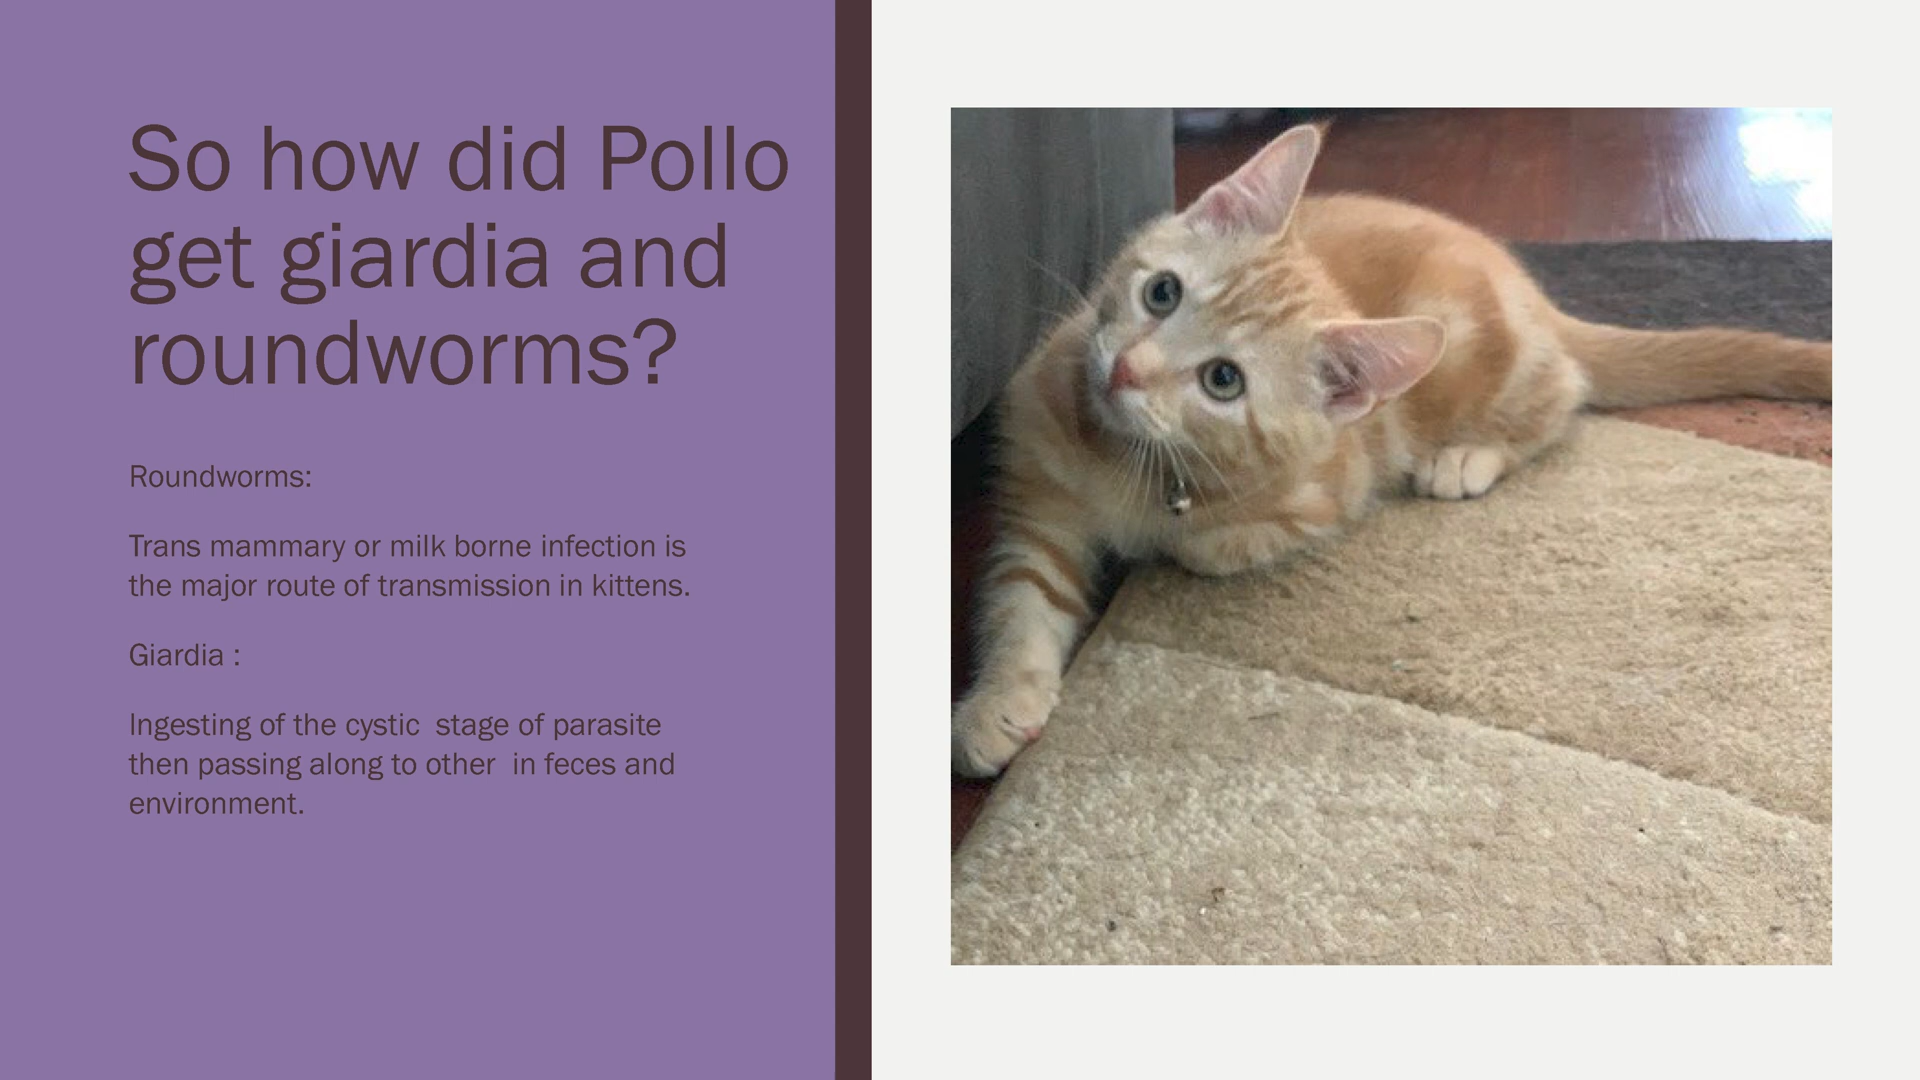 So how did Pollo
get giardia and
roundworms?
Roundworms:
Trans mammary or milk borne infection is
the major route of transmission in kittens.
Giardia :
Ingesting of the cystic  stage of parasite
then passing along to other  in feces and
environment.